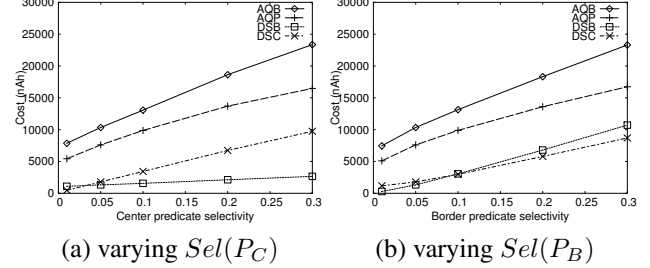 30000
25000
20000
15000
10000
5000
0
Cost (nAh)
AQB
AQP
DSB
DSC
0 0.05 0.1 0.15 0.2 0.25 0.3
Center predicate selectivity
(a) varying Sel(P_C)
30000
25000
20000
15000
10000
5000
0
Cost (nAh)
AQB
AQP
DSB
DSC
0 0.05 0.1 0.15 0.2 0.25 0.3
Border predicate selectivity
(b) varying Sel(P_B)